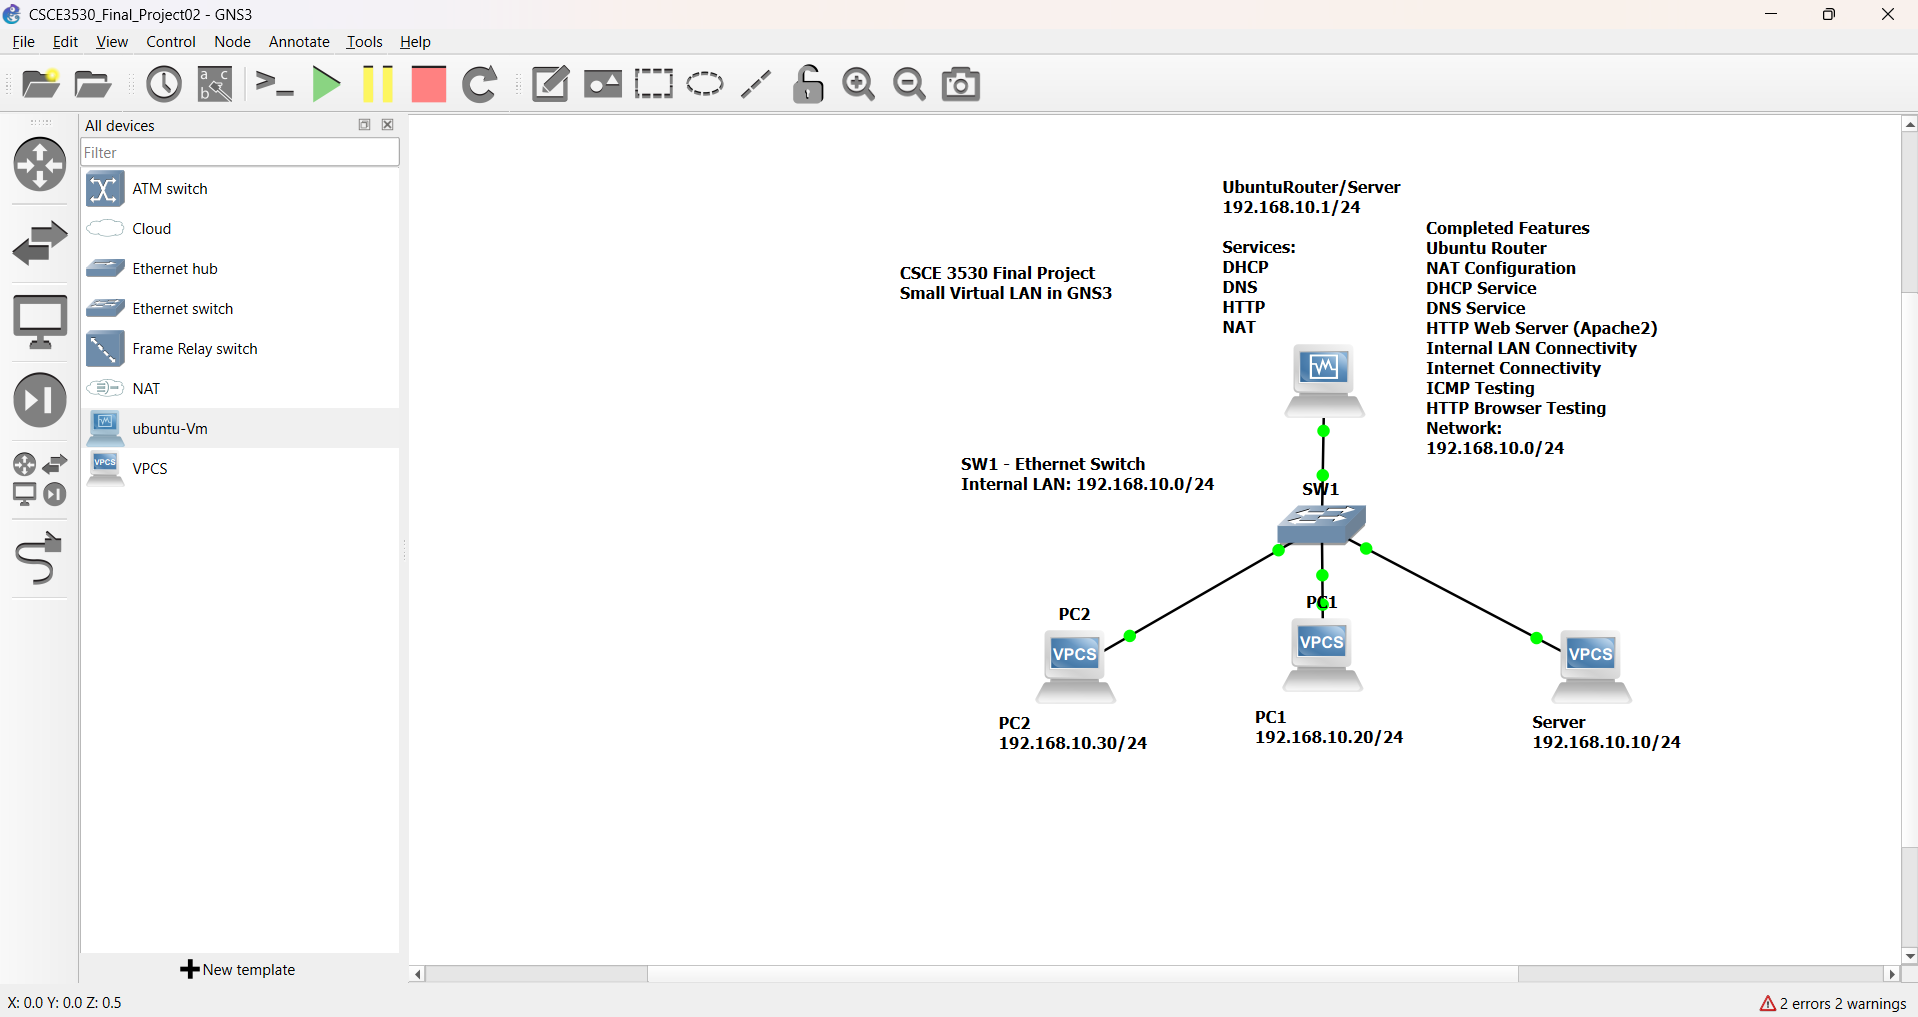 CSCE3530_Final_Project02 - GNS3
File Edit View Control Node Annotate Tools Help
a c
b
All devices
Filter
ATM switch
Cloud
Ethernet hub
Ethernet switch
Frame Relay switch
NAT
ubuntu-Vm
VPCS
VPCS
New template
CSCE 3530 Final Project
Small Virtual LAN in GNS3
UbuntuRouter/Server
192.168.10.1/24
Services:
DHCP
DNS
HTTP
NAT
Completed Features
Ubuntu Router
NAT Configuration
DHCP Service
DNS Service
HTTP Web Server (Apache2)
Internal LAN Connectivity
Internet Connectivity
ICMP Testing
HTTP Browser Testing
Network:
192.168.10.0/24
SW1 - Ethernet Switch
Internal LAN: 192.168.10.0/24
SW1
PC2
VPCS
PC2
192.168.10.30/24
PC1
VPCS
PC1
192.168.10.20/24
VPCS
Server
192.168.10.10/24
X: 0.0 Y: 0.0 Z: 0.5
2 errors 2 warnings